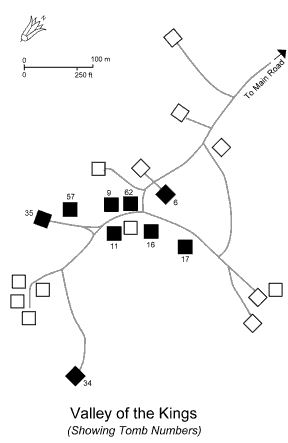 0 100 m
0 250 ft
To Main Road
57
9
62
6
35
11
16
17
34
Valley of the Kings
(Showing Tomb Numbers)